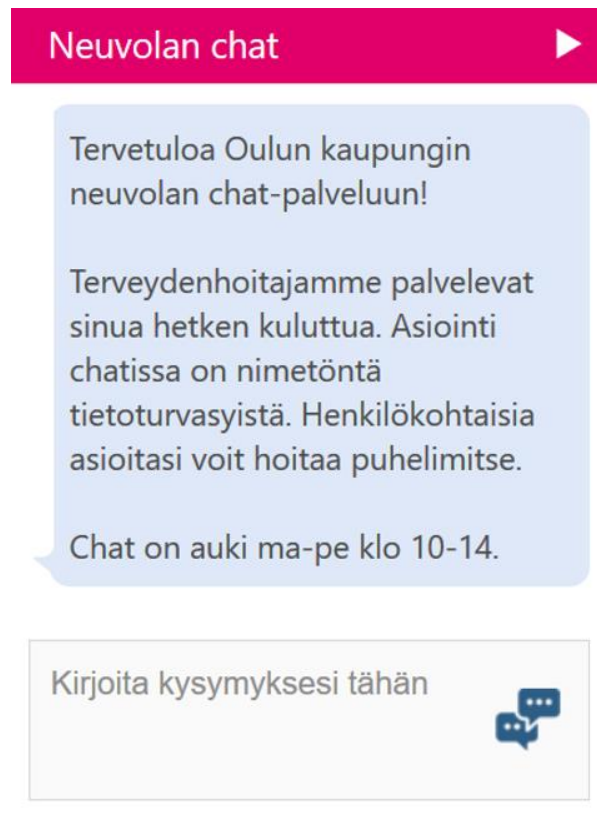 Neuvolan chat
Tervetuloa Oulun kaupungin
neuvolan chat-palveluun!
Terveydenhoitajamme palvelevat
sinua hetken kuluttua. Asiointi
chatissa on nimetöntä
tietoturvasyistä. Henkilökohtaisia
asioitasi voit hoitaa puhelimitse.
Chat on auki ma-pe klo 10-14.
Kirjoita kysymyksesi tähän